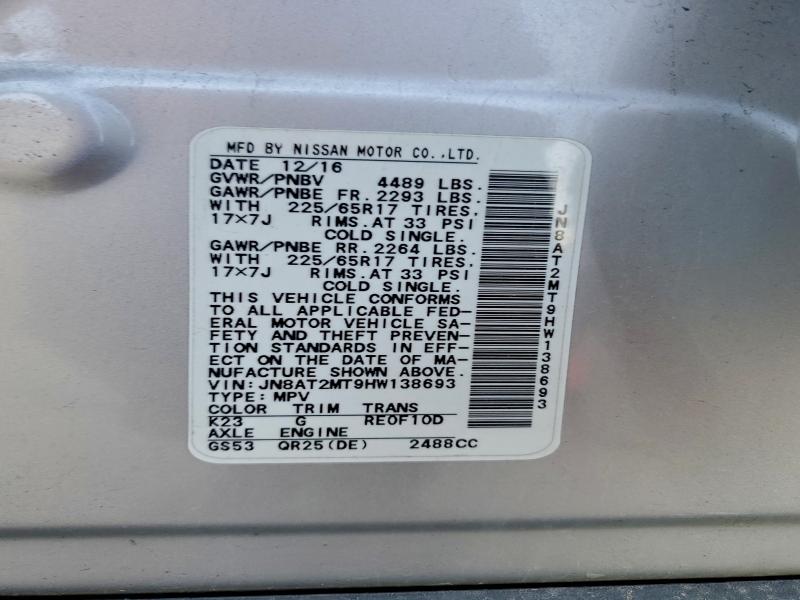 MFD BY NISSAN MOTOR CO.,LTD.
DATE 12/16
GVWR/PNBV 4489 LBS.
GAWR/PNBE FR. 2293 LBS.
WITH 225/65R17 TIRES.
17×7J RIMS.AT 33 PSI
COLD SINGLE.
GAWR/PNBE RR. 2264 LBS.
WITH 225/65R17 TIRES.
17×7J RIMS.AT 33 PSI
COLD SINGLE.
THIS VEHICLE CONFORMS
TO ALL APPLICABLE FED-
ERAL MOTOR VEHICLE SA-
FETY AND THEFT PREVEN-
TION STANDARDS IN EFF-
ECT ON THE DATE OF MA-
NUFACTURE SHOWN ABOVE.
VIN:JN8AT2MT9HW138693
TYPE:MPV
COLOR TRIM TRANS
K23 G RE0F10D
AXLE ENGINE
GS53 QR25(DE) 2488CC
JN8AT2MT9HW138693